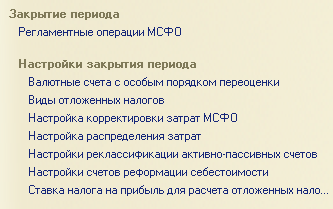 Закрытие периода
Регламентные операции МСФО
Настройки закрытия периода
Валютные счета с особым порядком переоценки
Виды отложенных налогов
Настройка корректировки затрат МСФО
Настройка распределения затрат
Настройки реклассификации активно-пассивных счетов
Настройки счетов реформации себестоимости
Ставка налога на прибыль для расчета отложенных нало...